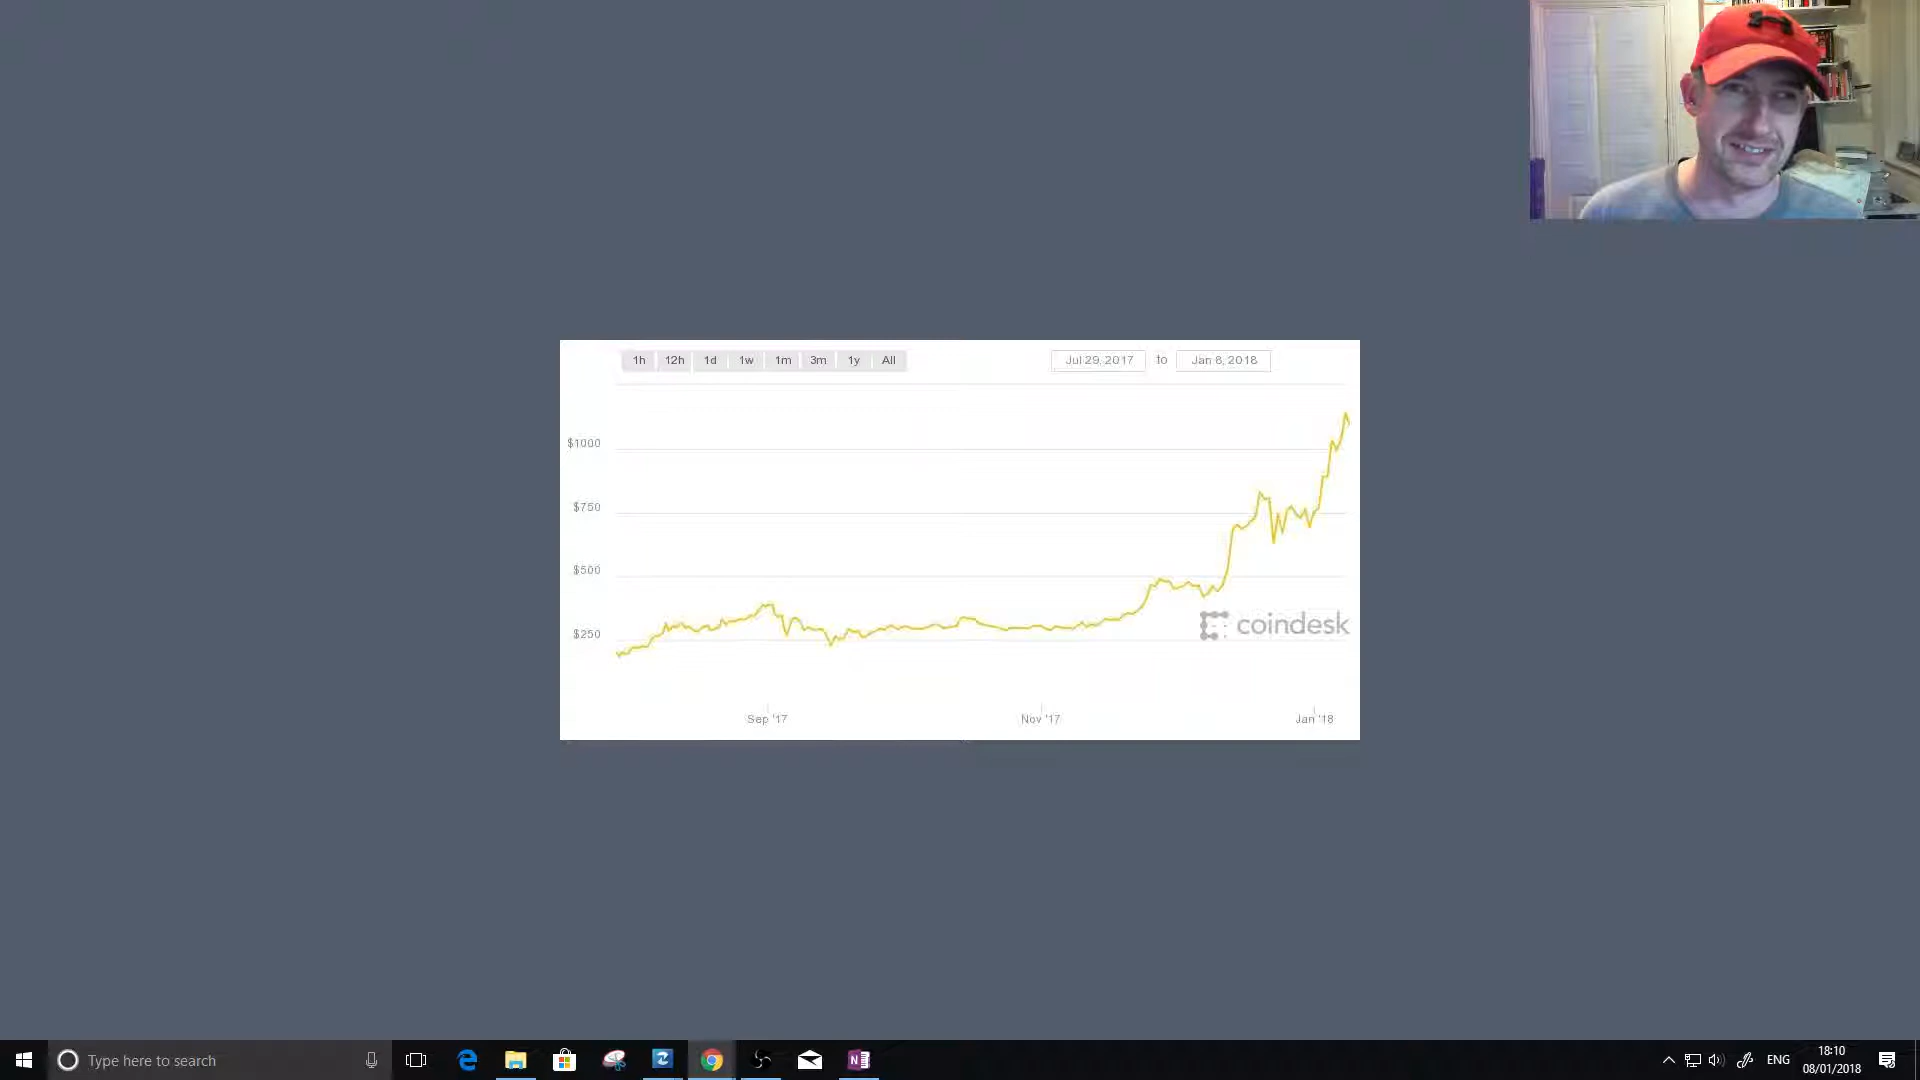 1h 12h 1d 1w 1m 3m 1y All
Jul 29, 2017 to Jan 8, 2018
$1000
$750
$500
$250
coindesk
Sep '17 Nov '17 Jan '18
Type here to search
ENG
18:10
08/01/2018